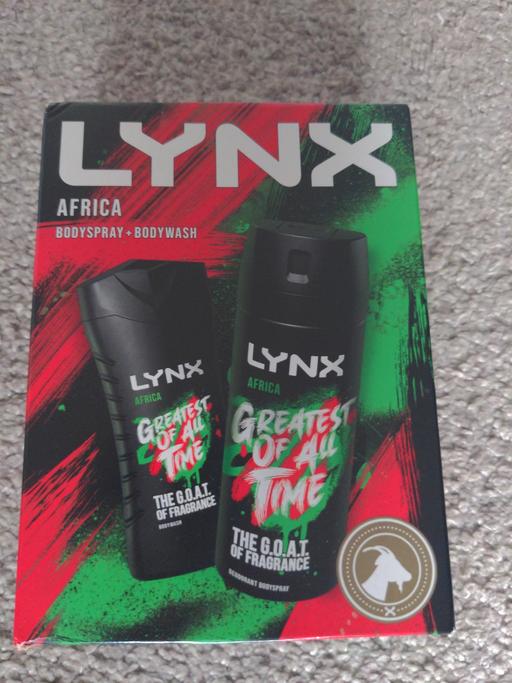 LYNX
AFRICA
BODYSPRAY + BODYWASH
LYNX
AFRICA
GREATEST
OF ALL
TIME
THE G.O.A.T.
OF FRAGRANCE
BODYWASH
LYNX
AFRICA
GREATEST
OF ALL
TIME
THE G.O.A.T.
OF FRAGRANCE
DEODORANT BODYSPRAY